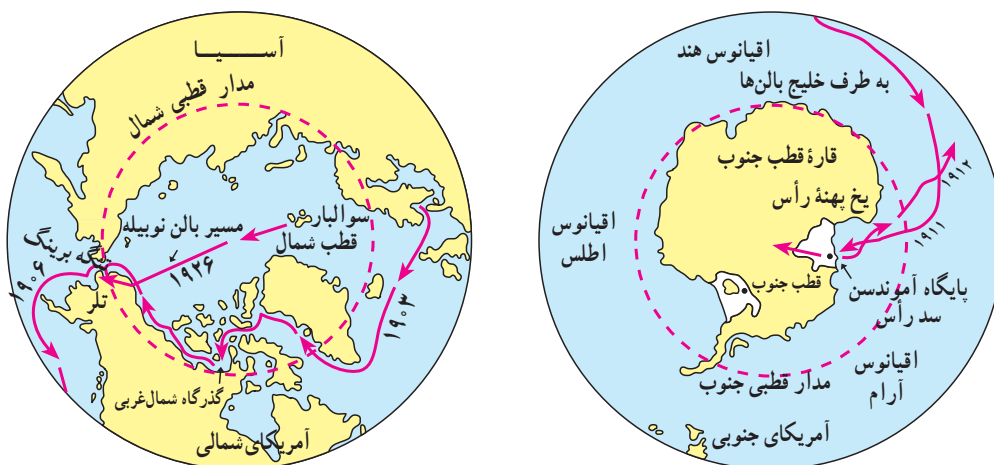 اقیانوس هند
به طرف خلیج بالن‌ها
قارهٔ قطب جنوب
یخ پهنهٔ رأس
۱۹۱۲
۱۹۱۱
اقیانوس
اطلس
قطب جنوب
پایگاه آموندسن
سد رأس
اقیانوس
آرام
مدار قطبی جنوب
آمریکای جنوبی
آسیا
مدار قطبی شمال
سوالبار
قطب شمال
مسیر بالن نوبیله
۱۹۲۶
تنگه برینگ
۱۹۰۶
تلر
۱۹۰۳
گذرگاه شمال‌غربی
آمریکای‌شمالی